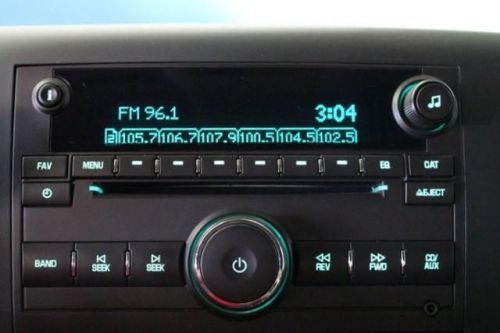 FM 96.1 3:04
2 105.7 106.7 107.9 100.5 104.5 102.5
FAV MENU EQ CAT
EJECT
BAND SEEK SEEK REV FWD CD/AUX